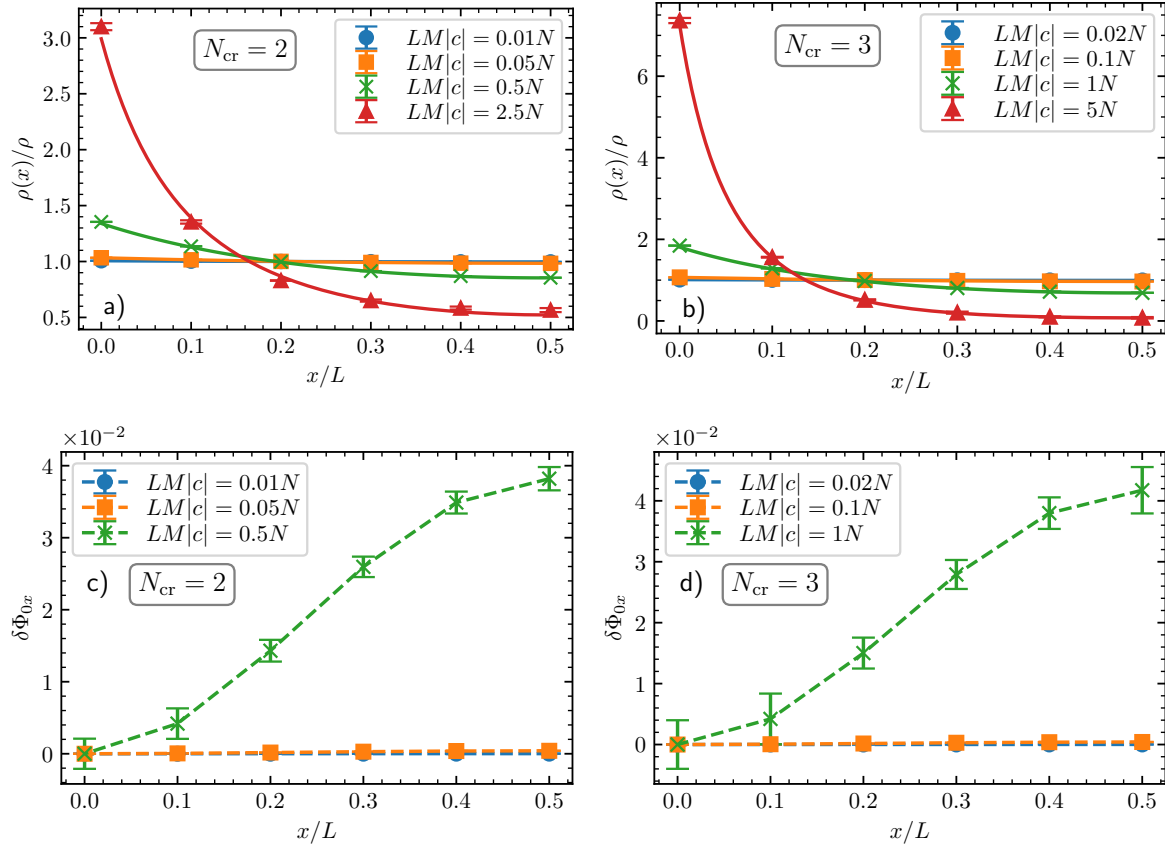 N_cr = 2
LM|c| = 0.01N
LM|c| = 0.05N
LM|c| = 0.5N
LM|c| = 2.5N
3.0
2.5
2.0
1.5
1.0
0.5
ρ(x)/ρ
a)
0.0 0.1 0.2 0.3 0.4 0.5
x/L
N_cr = 3
LM|c| = 0.02N
LM|c| = 0.1N
LM|c| = 1N
LM|c| = 5N
6
4
2
0
ρ(x)/ρ
b)
0.0 0.1 0.2 0.3 0.4 0.5
x/L
×10⁻²
LM|c| = 0.01N
LM|c| = 0.05N
LM|c| = 0.5N
c)
N_cr = 2
4
3
2
1
0
δΦ_0x
0.0 0.1 0.2 0.3 0.4 0.5
x/L
×10⁻²
LM|c| = 0.02N
LM|c| = 0.1N
LM|c| = 1N
d)
N_cr = 3
4
2
0
δΦ_0x
0.0 0.1 0.2 0.3 0.4 0.5
x/L